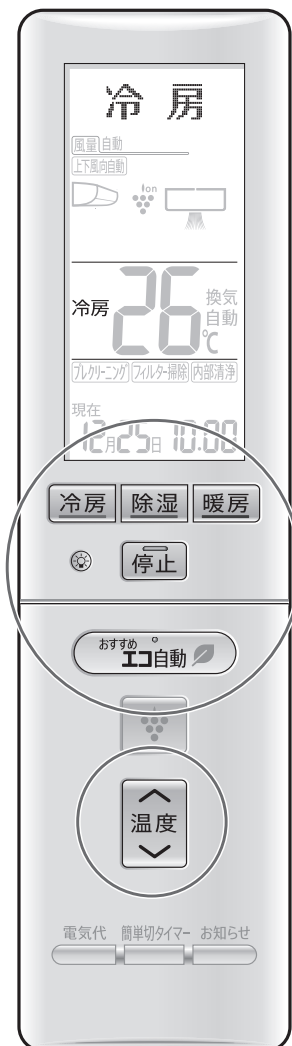 冷房
風量 自動
上下風向自動
Ion
冷房 26℃ 換気自動
プレクリーニング フィルター掃除 内部清浄
現在
12月25日 10:00
冷房 除湿 暖房
停止
おすすめ
エコ自動
温度
電気代 簡単切タイマー お知らせ